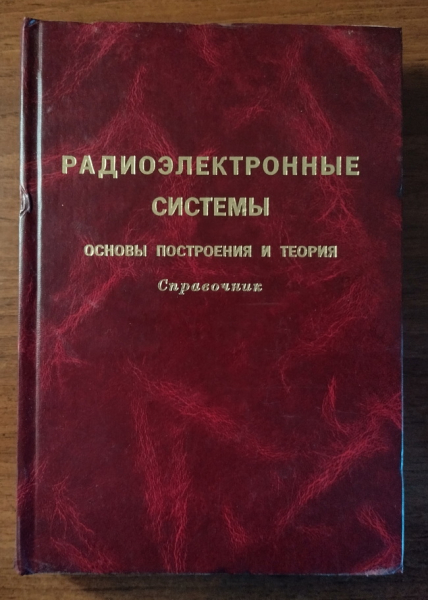 РАДИОЭЛЕКТРОННЫЕ
СИСТЕМЫ
ОСНОВЫ ПОСТРОЕНИЯ И ТЕОРИЯ
Справочник